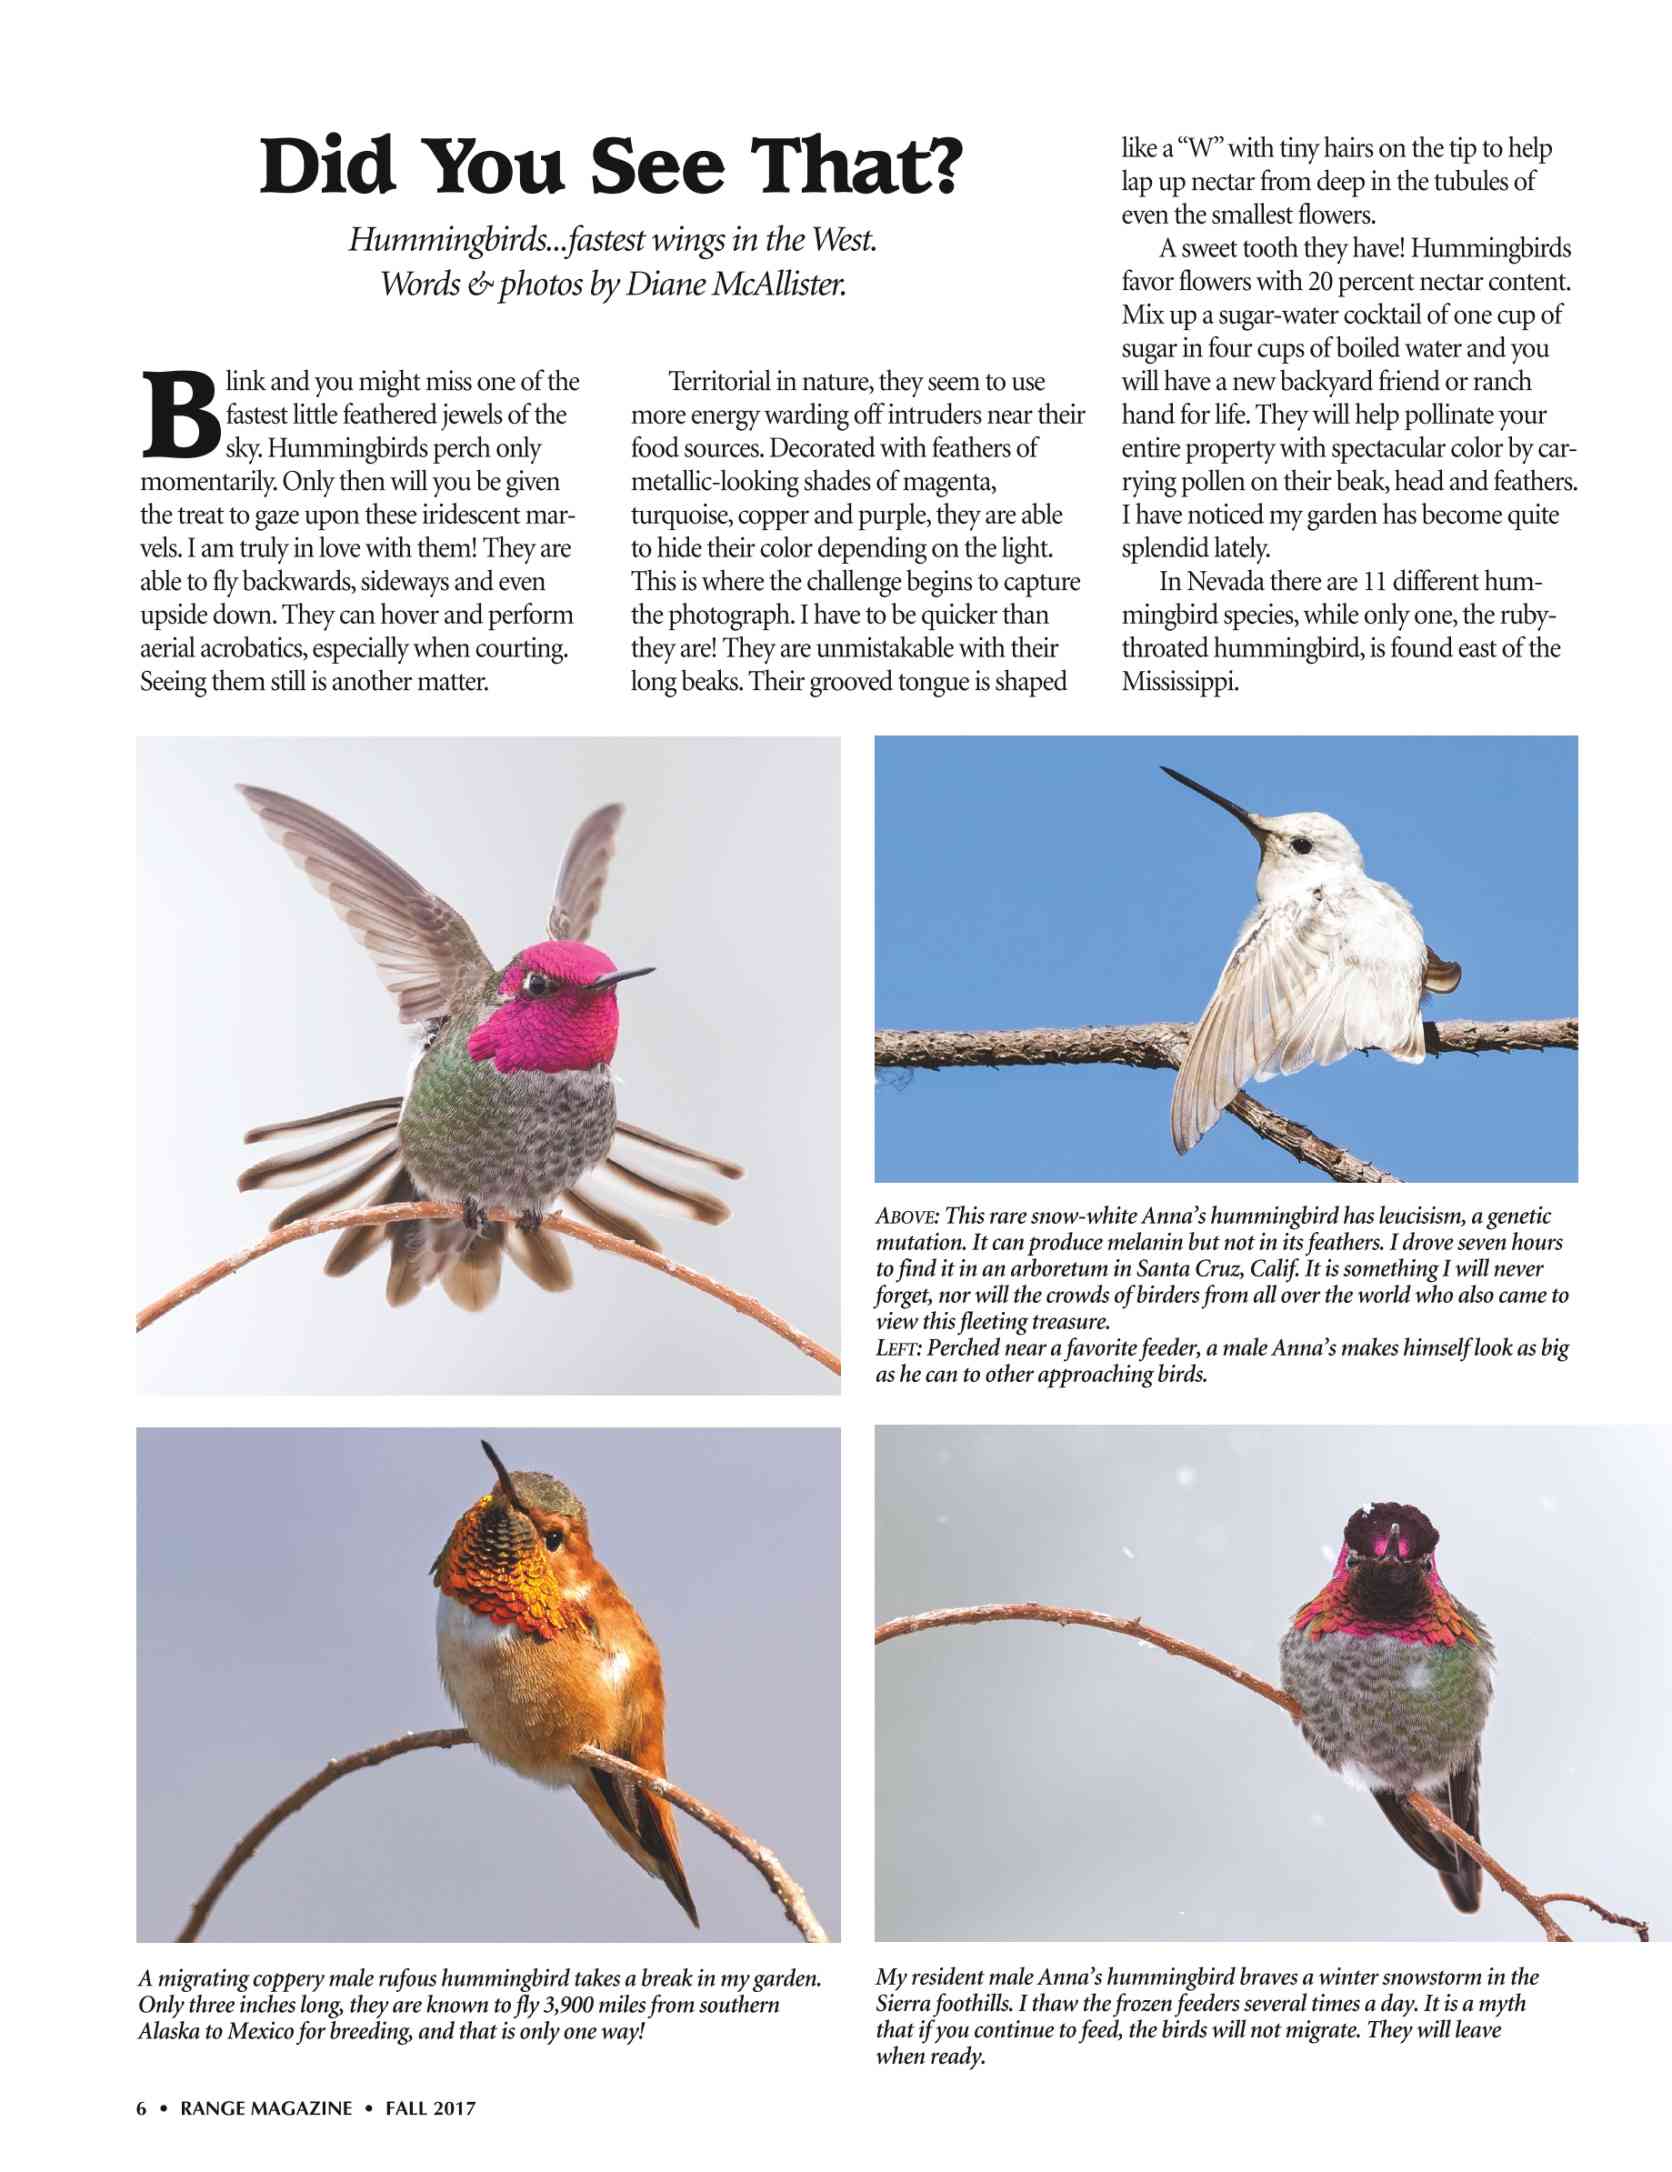 Did You See That?
Hummingbirds...fastest wings in the West.
Words & photos by Diane McAllister.
Blink and you might miss one of the
fastest little feathered jewels of the
sky. Hummingbirds perch only
momentarily. Only then will you be given
the treat to gaze upon these iridescent mar-
vels. I am truly in love with them! They are
able to fly backwards, sideways and even
upside down. They can hover and perform
aerial acrobatics, especially when courting.
Seeing them still is another matter.
Territorial in nature, they seem to use
more energy warding off intruders near their
food sources. Decorated with feathers of
metallic-looking shades of magenta,
turquoise, copper and purple, they are able
to hide their color depending on the light.
This is where the challenge begins to capture
the photograph. I have to be quicker than
they are! They are unmistakable with their
long beaks. Their grooved tongue is shaped
like a “W” with tiny hairs on the tip to help
lap up nectar from deep in the tubules of
even the smallest flowers.
A sweet tooth they have! Hummingbirds
favor flowers with 20 percent nectar content.
Mix up a sugar-water cocktail of one cup of
sugar in four cups of boiled water and you
will have a new backyard friend or ranch
hand for life. They will help pollinate your
entire property with spectacular color by car-
rying pollen on their beak, head and feathers.
I have noticed my garden has become quite
splendid lately.
In Nevada there are 11 different hum-
mingbird species, while only one, the ruby-
throated hummingbird, is found east of the
Mississippi.
ABOVE: This rare snow-white Anna’s hummingbird has leucisism, a genetic
mutation. It can produce melanin but not in its feathers. I drove seven hours
to find it in an arboretum in Santa Cruz, Calif. It is something I will never
forget, nor will the crowds of birders from all over the world who also came to
view this fleeting treasure.
LEFT: Perched near a favorite feeder, a male Anna’s makes himself look as big
as he can to other approaching birds.
A migrating coppery male rufous hummingbird takes a break in my garden.
Only three inches long, they are known to fly 3,900 miles from southern
Alaska to Mexico for breeding, and that is only one way!
My resident male Anna’s hummingbird braves a winter snowstorm in the
Sierra foothills. I thaw the frozen feeders several times a day. It is a myth
that if you continue to feed, the birds will not migrate. They will leave
when ready.
6 • RANGE MAGAZINE • FALL 2017